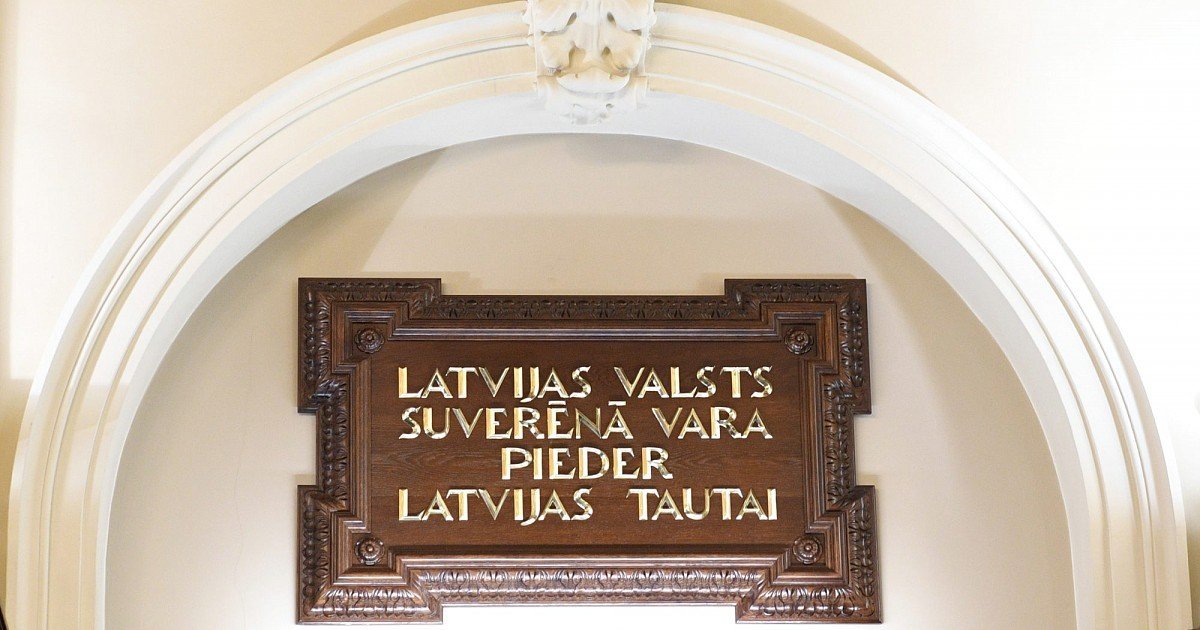 LATVIJAS VALSTS
SUVERĒNĀ VARA
PIEDER
LATVIJAS TAUTAI